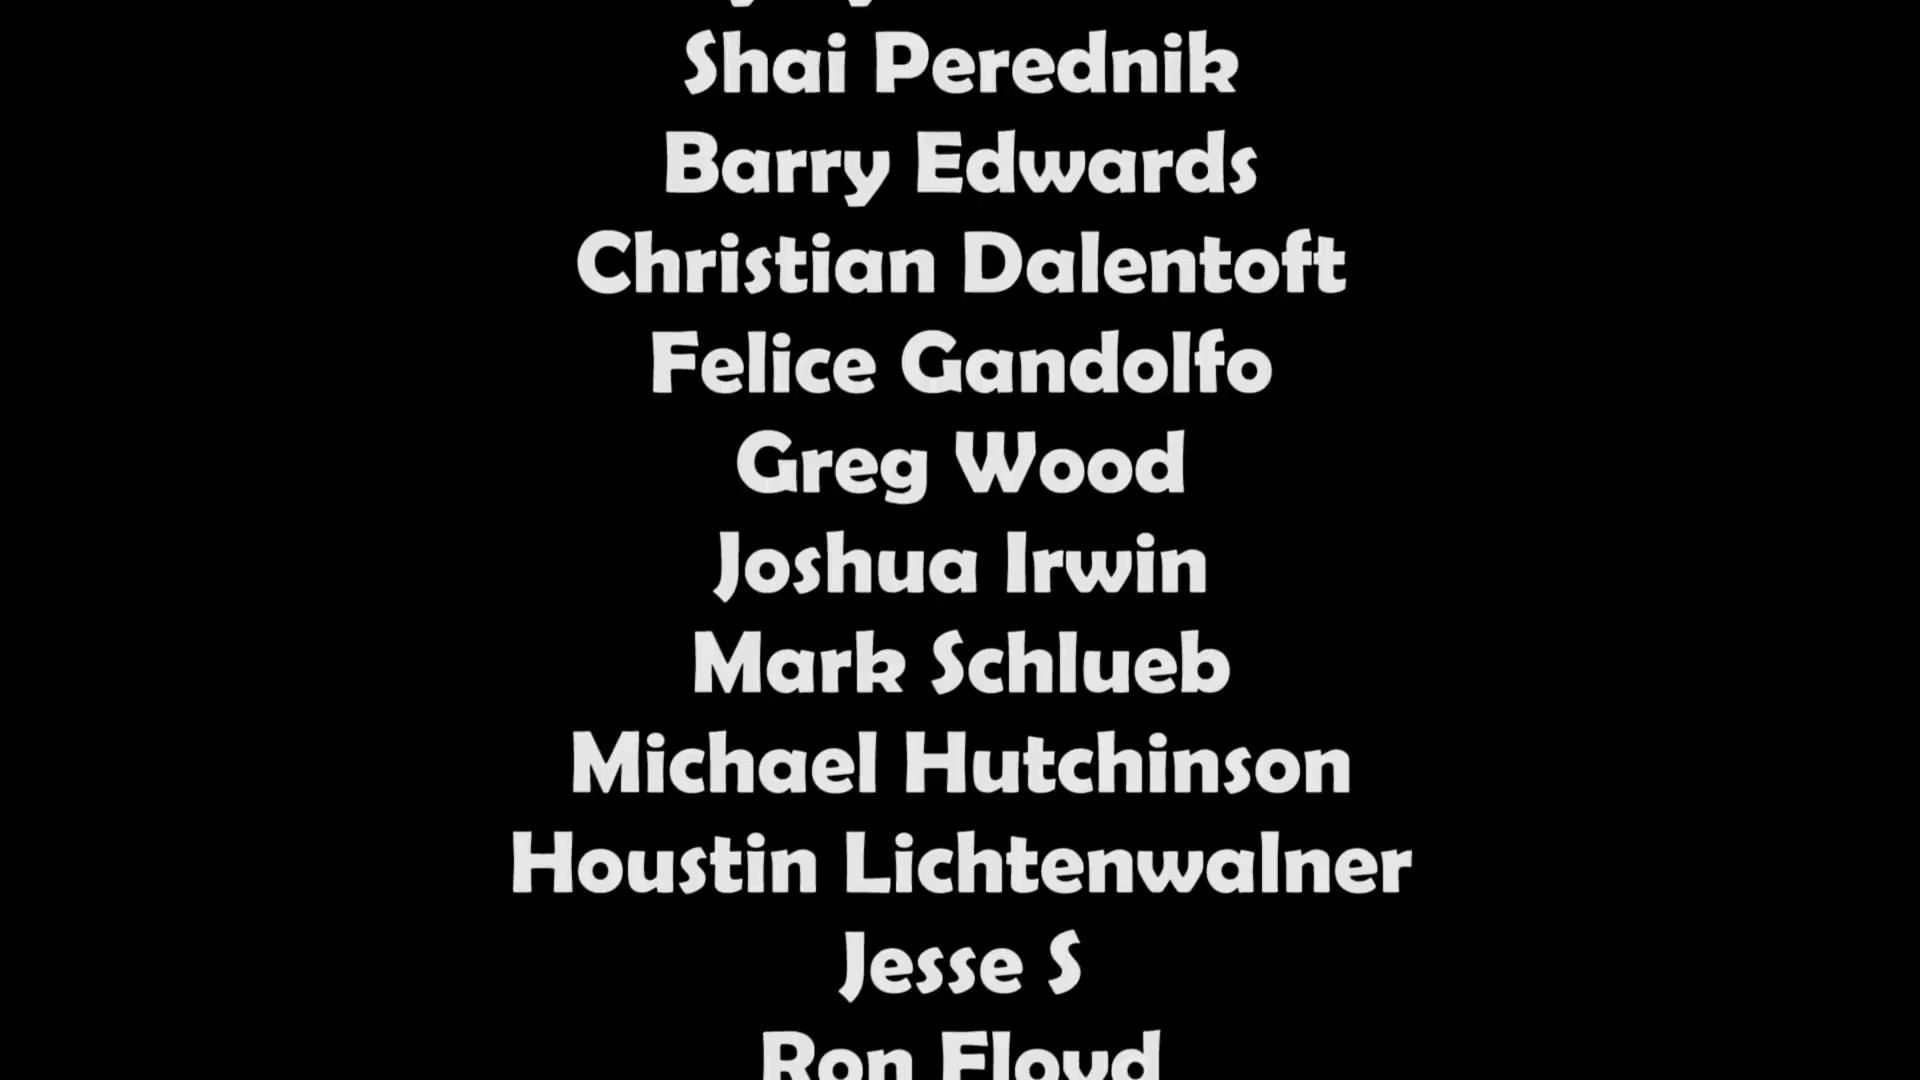 Shai Perednik
Barry Edwards
Christian Dalentoft
Felice Gandolfo
Greg Wood
Joshua Irwin
Mark Schlueb
Michael Hutchinson
Houstin Lichtenwalner
Jesse S
Ron Floyd